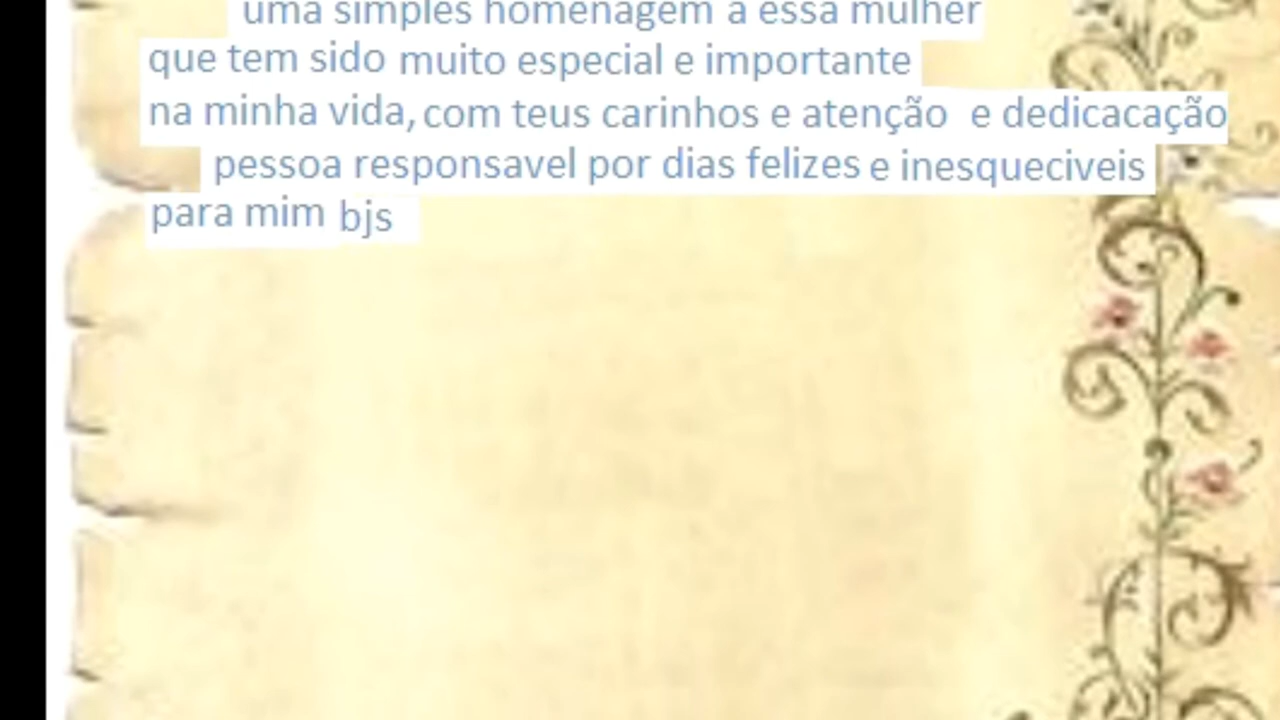 uma simples homenagem a essa mulher
que tem sido muito especial e importante
na minha vida, com teus carinhos e atenção e dedicacação
pessoa responsavel por dias felizes e inesqueciveis
para mim bjs